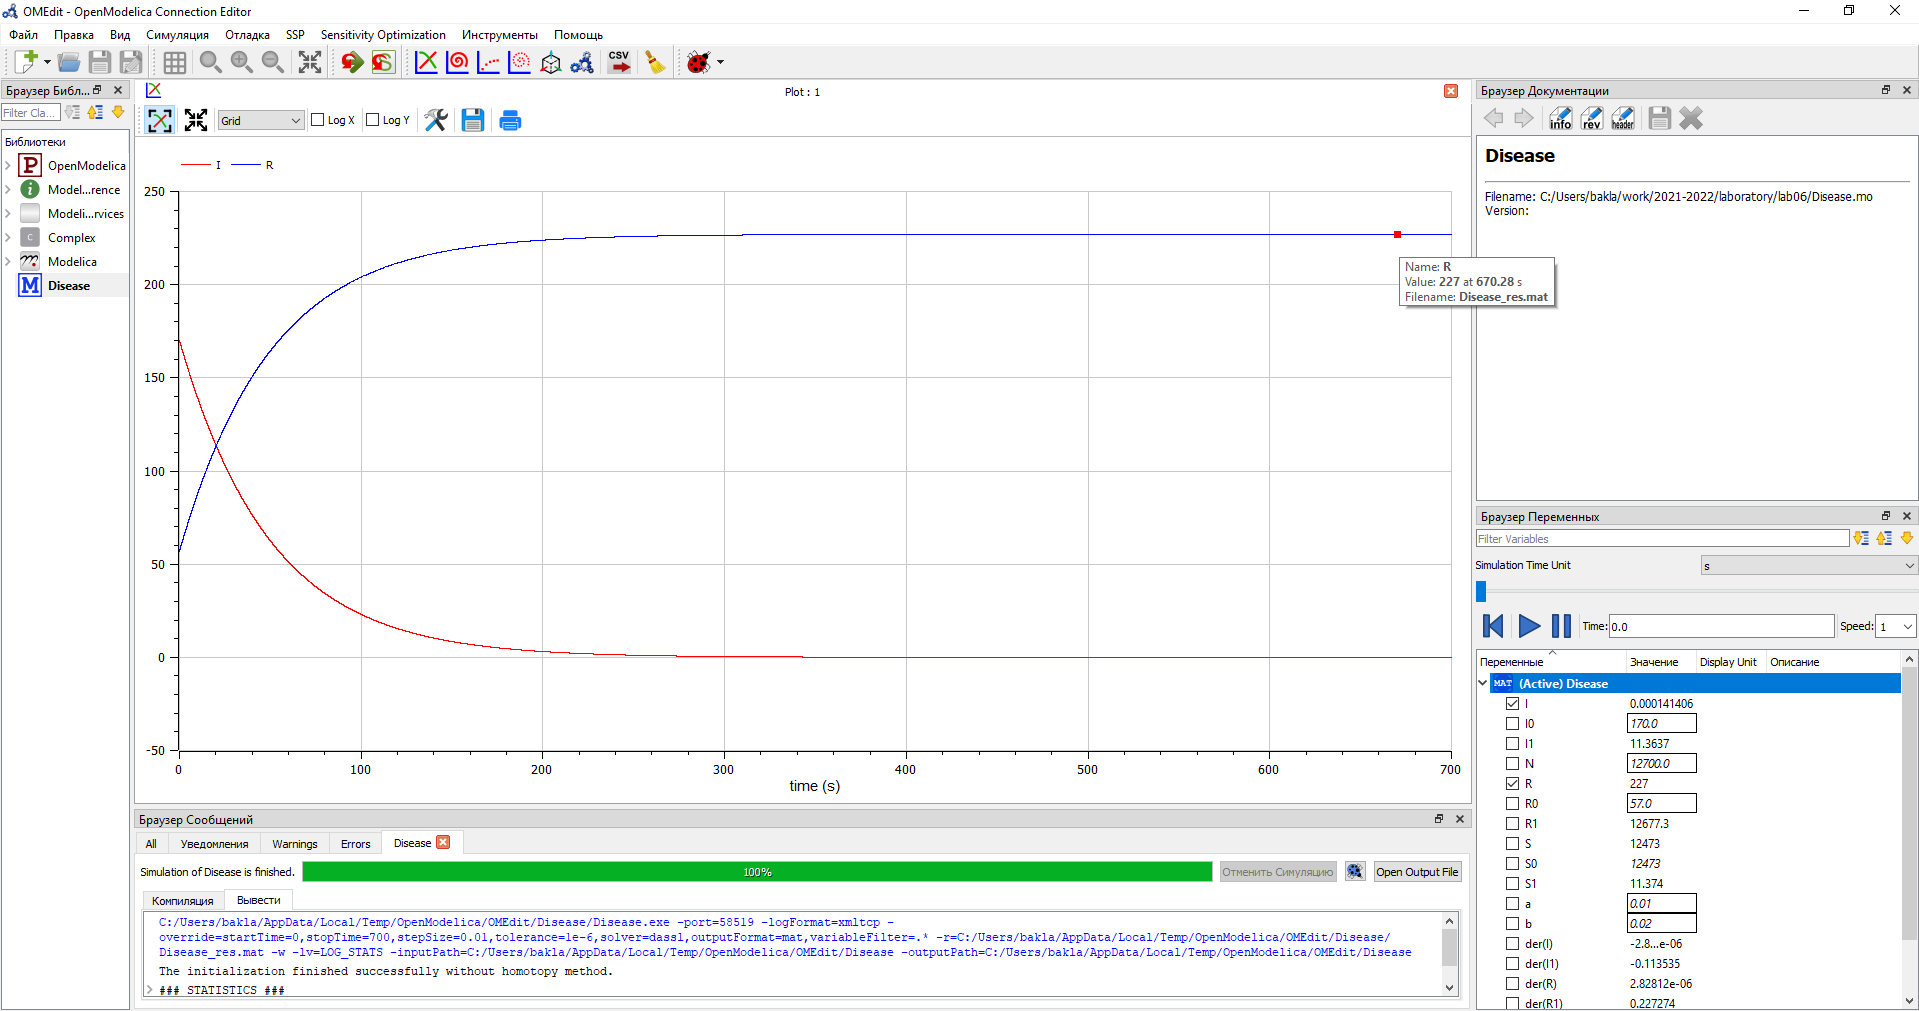 OMEdit - OpenModelica Connection Editor
Файл Правка Вид Симуляция Отладка SSP Sensitivity Optimization Инструменты Помощь
CSV
Браузер Библ...
Filter Cla...
Библиотеки
P OpenModelica
i Model...rence
Modeli...rvices
C Complex
Modelica
M Disease
Plot : 1
Grid Log X Log Y
I R
250
200
150
100
50
0
-50
0 100 200 300 400 500 600 700
time (s)
Name: R
Value: 227 at 670.28 s
Filename: Disease_res.mat
Браузер Сообщений
All Уведомления Warnings Errors Disease
Simulation of Disease is finished. 100% Отменить Симуляцию Open Output File
Компиляция Вывести
C:/Users/bakla/AppData/Local/Temp/OpenModelica/OMEdit/Disease/Disease.exe -port=58519 -logFormat=xmltcp -
override=startTime=0,stopTime=700,stepSize=0.01,tolerance=1e-6,solver=dassl,outputFormat=mat,variableFilter=.* -r=C:/Users/bakla/AppData/Local/Temp/OpenModelica/OMEdit/Disease/
Disease_res.mat -w -lv=LOG_STATS -inputPath=C:/Users/bakla/AppData/Local/Temp/OpenModelica/OMEdit/Disease -outputPath=C:/Users/bakla/AppData/Local/Temp/OpenModelica/OMEdit/Disease
The initialization finished successfully without homotopy method.
### STATISTICS ###
Браузер Документации
info rev header
Disease
Filename: C:/Users/bakla/work/2021-2022/laboratory/lab06/Disease.mo
Version:
Браузер Переменных
Filter Variables
Simulation Time Unit s
Time: 0.0 Speed: 1
Переменные Значение Display Unit Описание
MAT (Active) Disease
I 0.000141406
I0 170.0
I1 11.3637
N 12700.0
R 227
R0 57.0
R1 12677.3
S 12473
S0 12473
S1 11.374
a 0.01
b 0.02
der(I) -2.8...e-06
der(I1) -0.113535
der(R) 2.82812e-06
der(R1) 0.227274